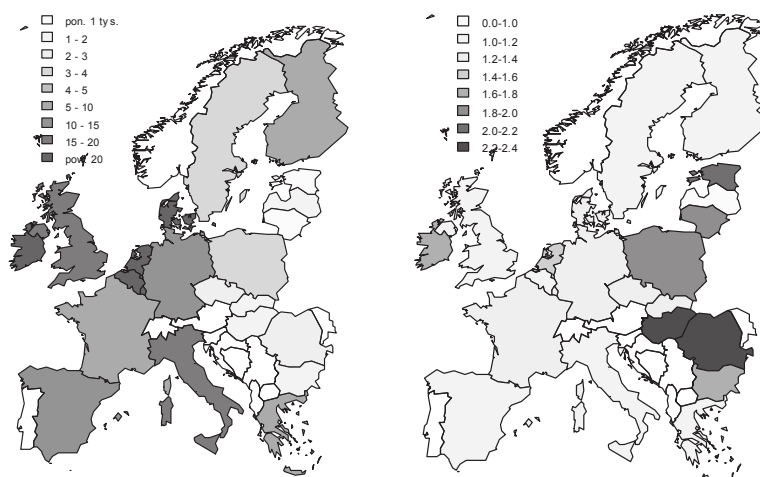 pon. 1 tys.
1 - 2
2 - 3
3 - 4
4 - 5
5 - 10
10 - 15
15 - 20
pow. 20
0.0-1.0
1.0-1.2
1.2-1.4
1.4-1.6
1.6-1.8
1.8-2.0
2.0-2.2
2.2-2.4